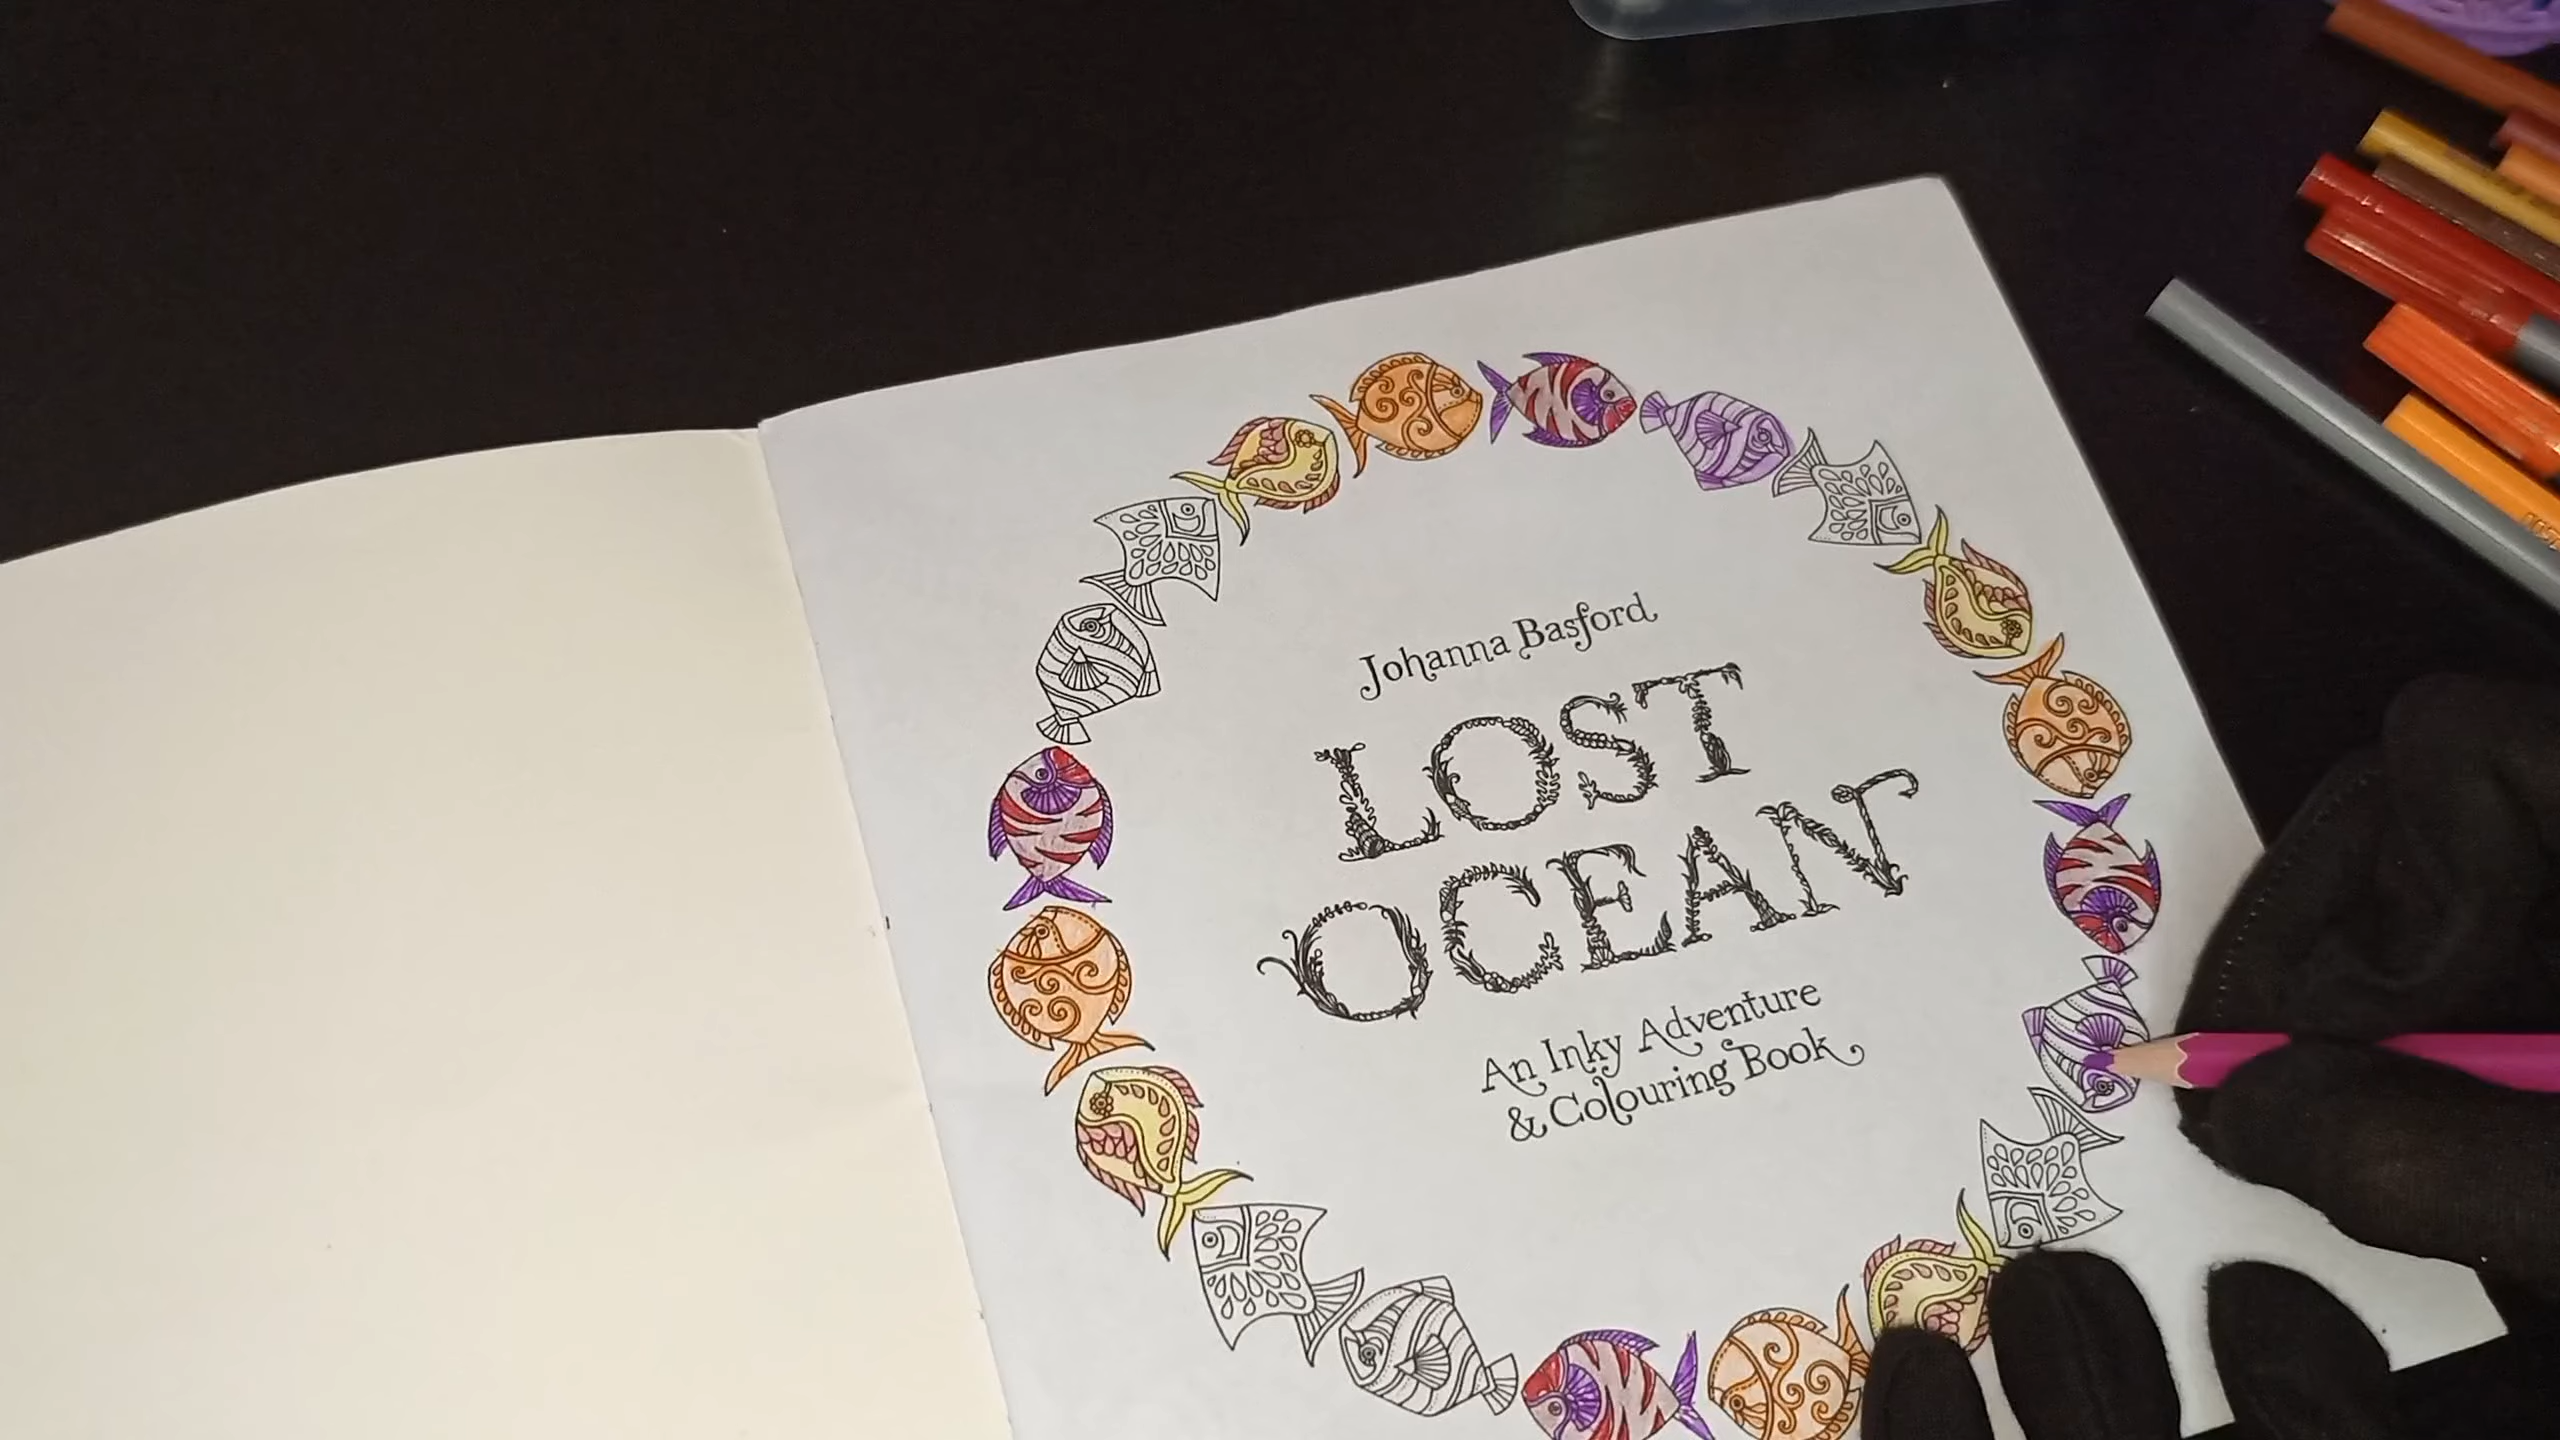 Johanna Basford
LOST
OCEAN
An Inky Adventure
& Colouring Book